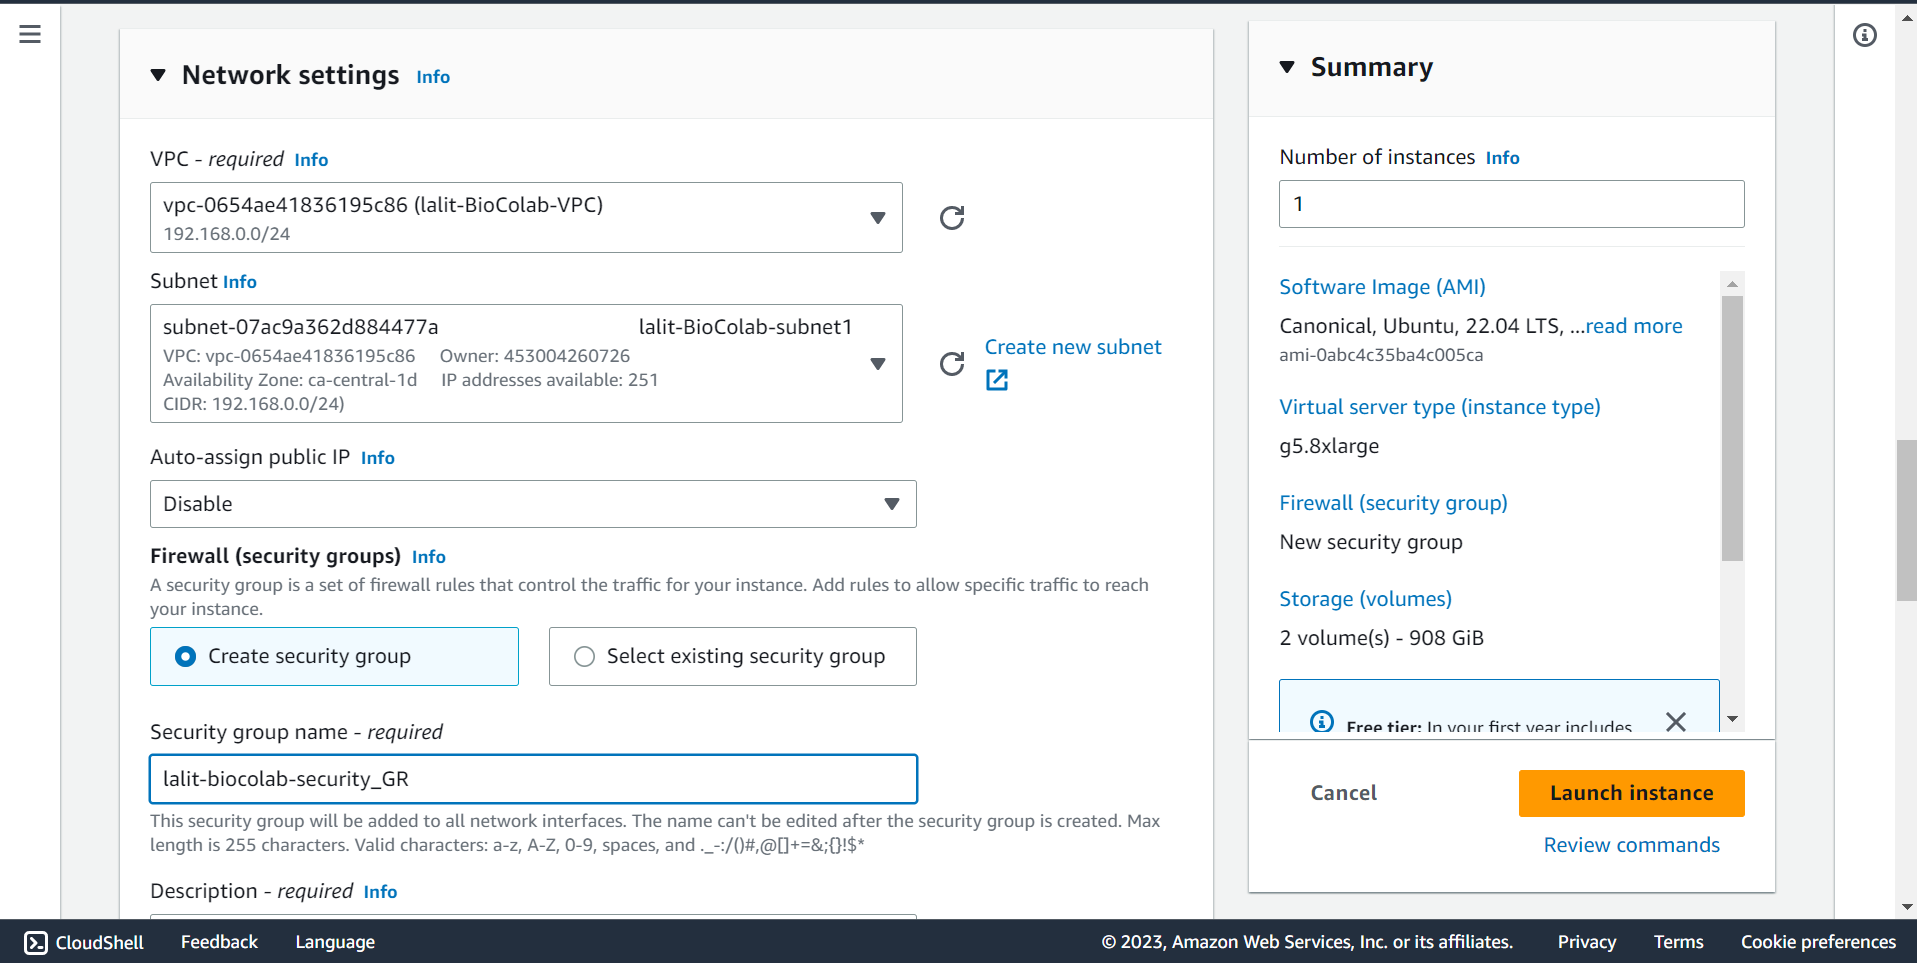 Network settings Info
VPC - required Info
vpc-0654ae41836195c86 (lalit-BioColab-VPC)
192.168.0.0/24
Subnet Info
subnet-07ac9a362d884477a lalit-BioColab-subnet1
VPC: vpc-0654ae41836195c86 Owner: 453004260726
Availability Zone: ca-central-1d IP addresses available: 251
CIDR: 192.168.0.0/24)
Create new subnet
Auto-assign public IP Info
Disable
Firewall (security groups) Info
A security group is a set of firewall rules that control the traffic for your instance. Add rules to allow specific traffic to reach
your instance.
Create security group
Select existing security group
Security group name - required
lalit-biocolab-security_GR
This security group will be added to all network interfaces. The name can't be edited after the security group is created. Max
length is 255 characters. Valid characters: a-z, A-Z, 0-9, spaces, and ._-:/()#,@[]+=&;{}!$*
Description - required Info
Summary
Number of instances Info
1
Software Image (AMI)
Canonical, Ubuntu, 22.04 LTS, ...read more
ami-0abc4c35ba4c005ca
Virtual server type (instance type)
g5.8xlarge
Firewall (security group)
New security group
Storage (volumes)
2 volume(s) - 908 GiB
Free tier: In your first year includes
Cancel
Launch instance
Review commands
CloudShell Feedback Language © 2023, Amazon Web Services, Inc. or its affiliates. Privacy Terms Cookie preferences